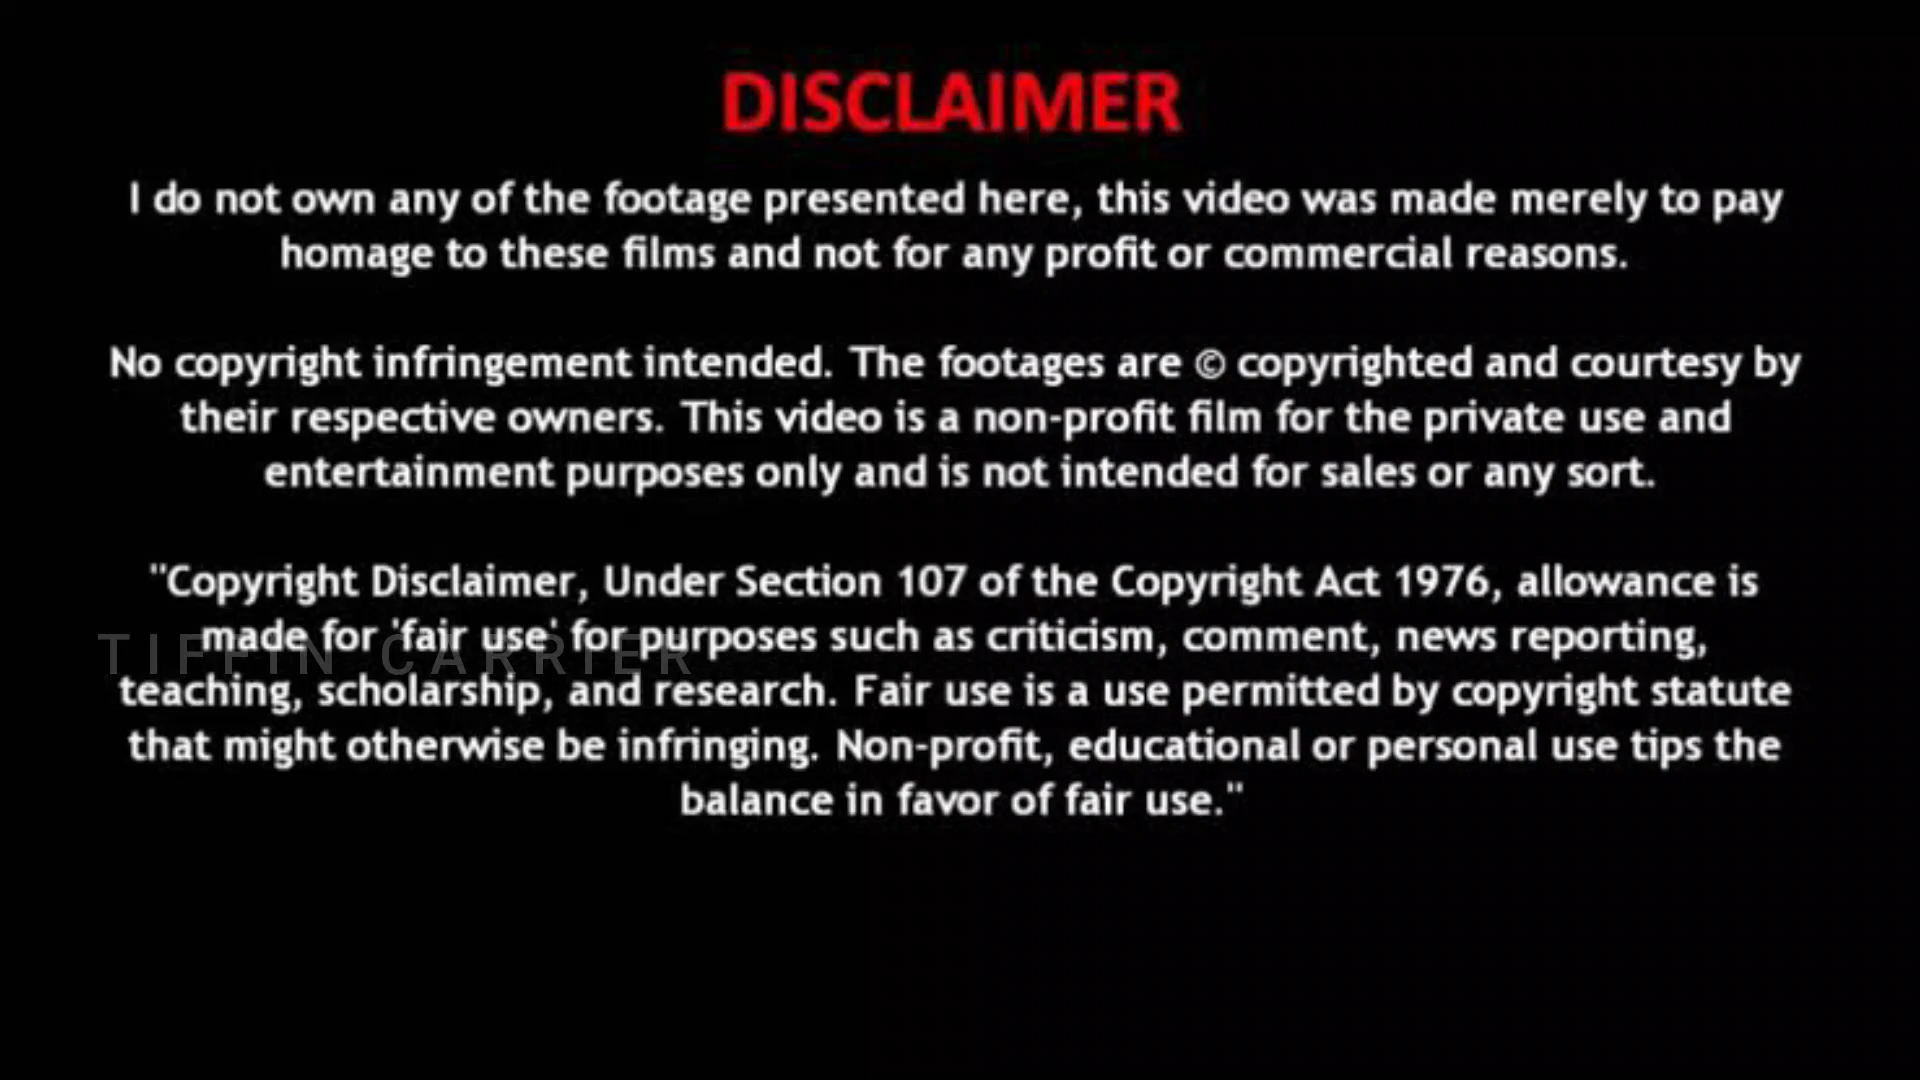 DISCLAIMER
I do not own any of the footage presented here, this video was made merely to pay
homage to these films and not for any profit or commercial reasons.
No copyright infringement intended. The footages are © copyrighted and courtesy by
their respective owners. This video is a non-profit film for the private use and
entertainment purposes only and is not intended for sales or any sort.
"Copyright Disclaimer, Under Section 107 of the Copyright Act 1976, allowance is
made for 'fair use' for purposes such as criticism, comment, news reporting,
TIFFIN CARRIER
teaching, scholarship, and research. Fair use is a use permitted by copyright statute
that might otherwise be infringing. Non-profit, educational or personal use tips the
balance in favor of fair use."